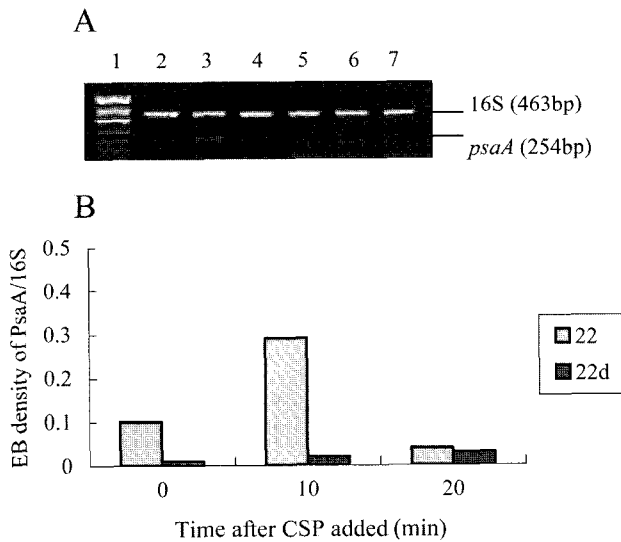 A
1 2 3 4 5 6 7
16S (463bp)
psaA (254bp)
B
EB density of PsaA/16S
0.5
0.4
0.3
0.2
0.1
0
0 10 20
Time after CSP added (min)
22
22d